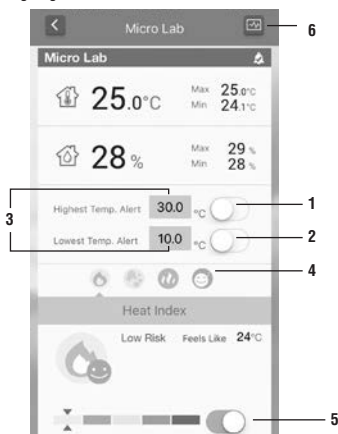 Micro Lab
6
Micro Lab
25.0°C Max 25.0°C
Min 24.1°C
28 % Max 29 %
Min 28 %
Highest Temp. Alert 30.0 °C 1
3
Lowest Temp. Alert 10.0 °C 2
4
Heat Index
Low Risk Feels Like 24°C
5